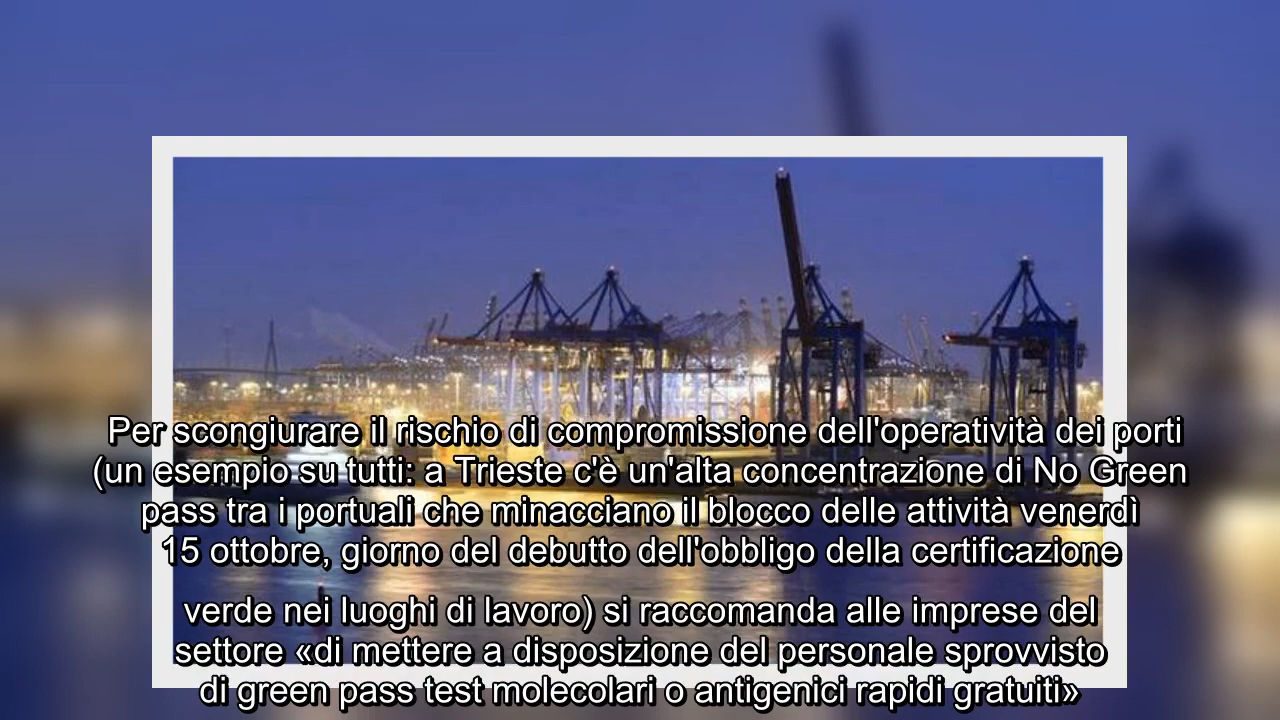 Per scongiurare il rischio di compromissione dell'operatività dei porti
(un esempio su tutti: a Trieste c'è un'alta concentrazione di No Green
pass tra i portuali che minacciano il blocco delle attività venerdì
15 ottobre, giorno del debutto dell'obbligo della certificazione
verde nei luoghi di lavoro) si raccomanda alle imprese del
settore «di mettere a disposizione del personale sprovvisto
di green pass test molecolari o antigenici rapidi gratuiti»